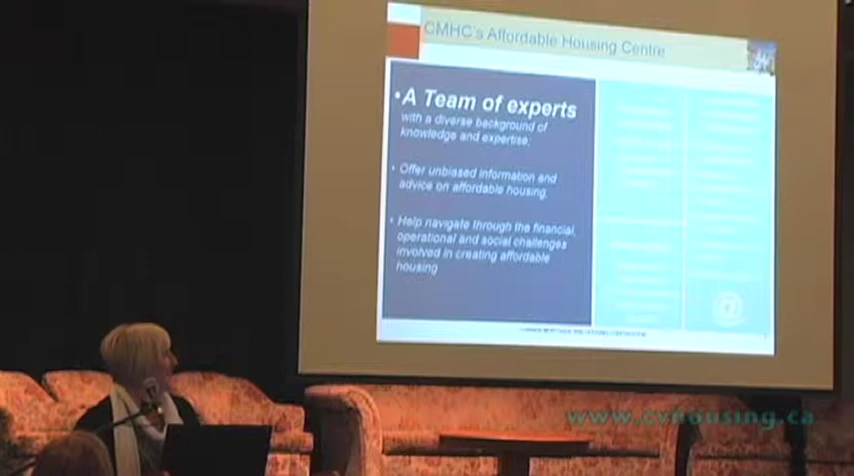 CMHC's Affordable Housing Centre
•A Team of experts
with a diverse background of
knowledge and expertise.
• Offer unbiased information and
advice on affordable housing.
• Help navigate through the financial,
operational and social challenges
involved in creating affordable
housing
www.cvhousing.ca